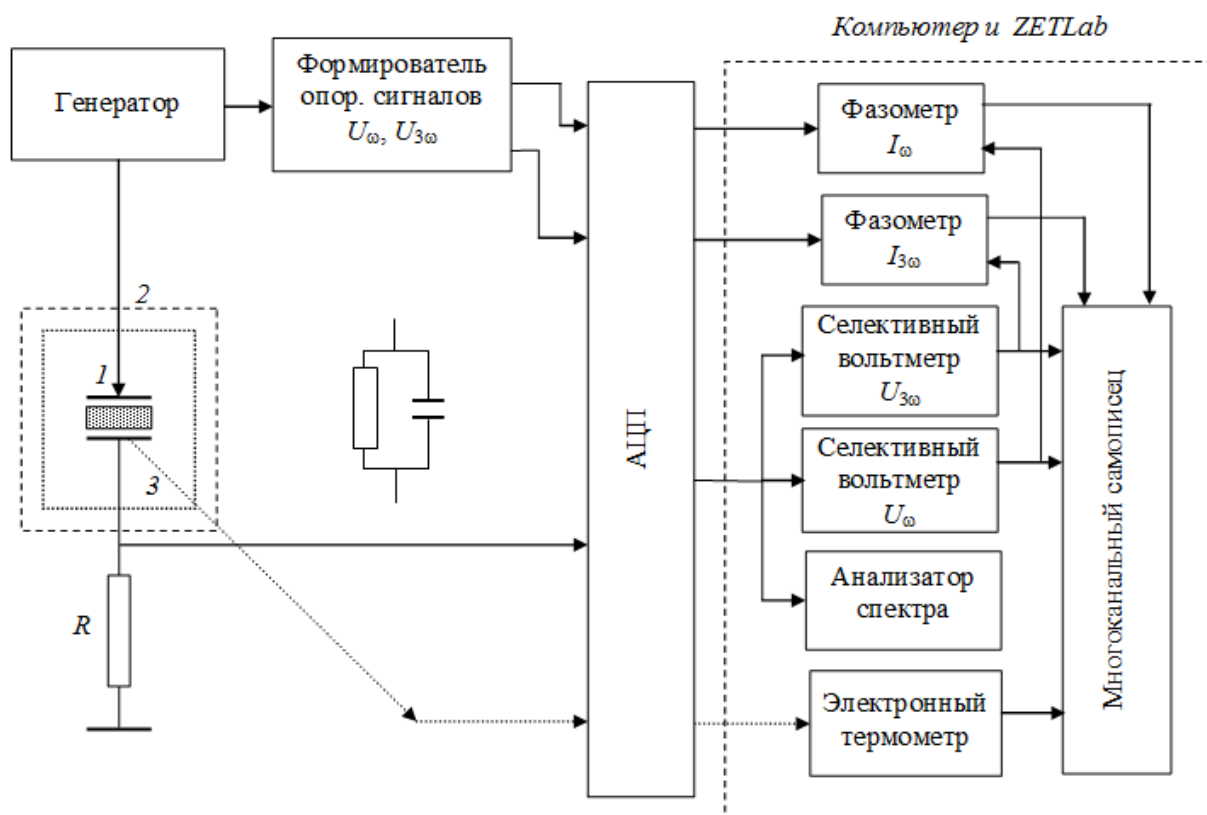 Компьютер и ZETLab
Генератор
Формирователь
опор. сигналов
Uω, U3ω
Фазометр
Iω
Фазометр
I3ω
2
1
3
R
АЦП
Селективный
вольтметр
U3ω
Селективный
вольтметр
Uω
Анализатор
спектра
Электронный
термометр
Многоканальный самописец